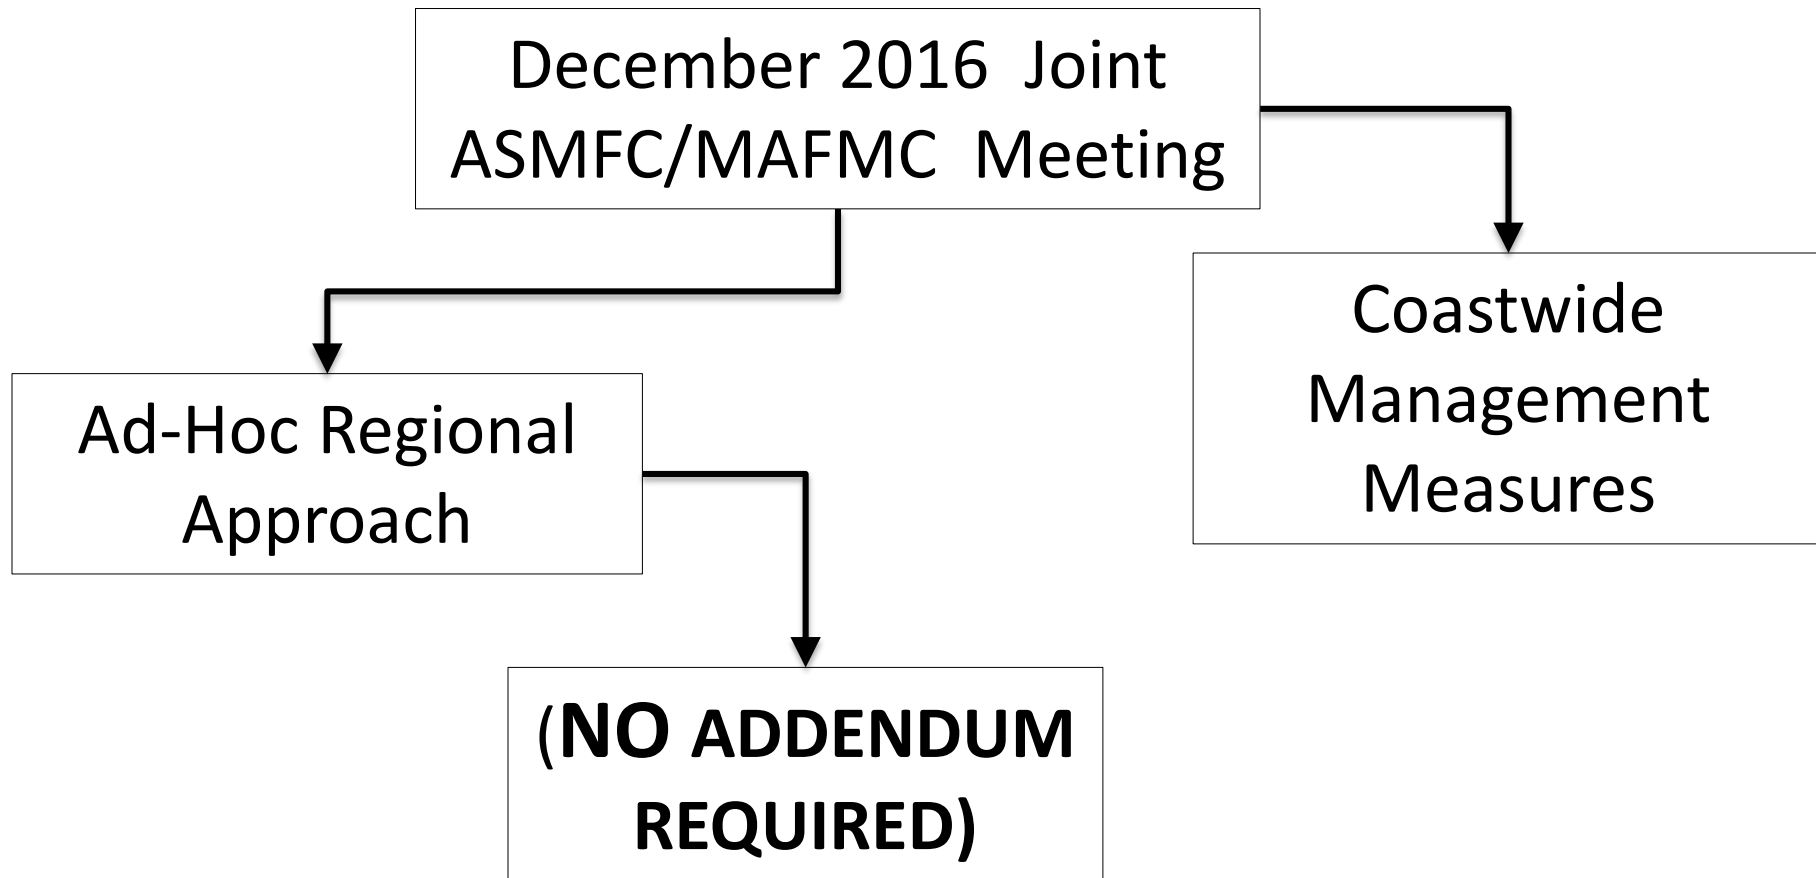 December 2016 Joint
ASMFC/MAFMC Meeting
Coastwide
Management
Measures
Ad-Hoc Regional
Approach
(NO ADDENDUM
REQUIRED)